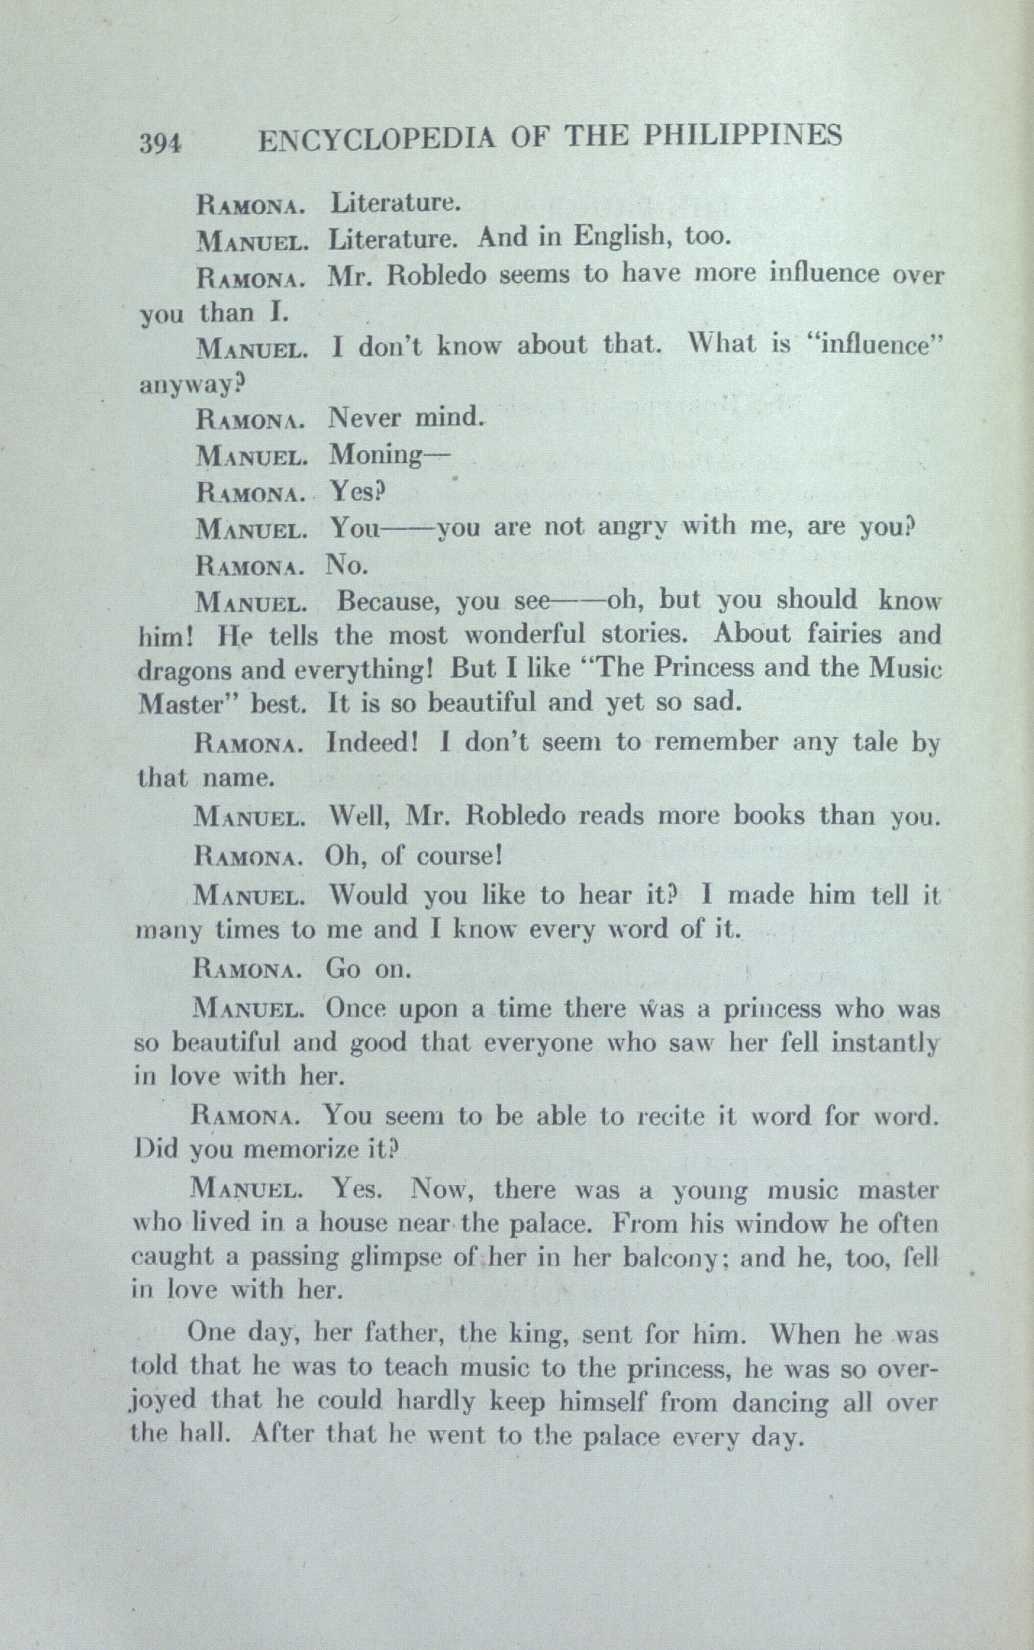 394 ENCYCLOPEDIA OF THE PHILIPPINES
RAMONA. Literature.
MANUEL. Literature. And in English, too.
RAMONA. Mr. Robledo seems to have more influence over
you than I.
MANUEL. I don't know about that. What is "influence"
anyway?
RAMONA. Never mind.
MANUEL. Moning—
RAMONA. Yes?
MANUEL. You——you are not angry with me, are you?
RAMONA. No.
MANUEL. Because, you see——oh, but you should know
him! He tells the most wonderful stories. About fairies and
dragons and everything! But I like "The Princess and the Music
Master" best. It is so beautiful and yet so sad.
RAMONA. Indeed! I don't seem to remember any tale by
that name.
MANUEL. Well, Mr. Robledo reads more books than you.
RAMONA. Oh, of course!
MANUEL. Would you like to hear it? I made him tell it
many times to me and I know every word of it.
RAMONA. Go on.
MANUEL. Once upon a time there was a princess who was
so beautiful and good that everyone who saw her fell instantly
in love with her.
RAMONA. You seem to be able to recite it word for word.
Did you memorize it?
MANUEL. Yes. Now, there was a young music master
who lived in a house near the palace. From his window he often
caught a passing glimpse of her in her balcony; and he, too, fell
in love with her.
One day, her father, the king, sent for him. When he was
told that he was to teach music to the princess, he was so over-
joyed that he could hardly keep himself from dancing all over
the hall. After that he went to the palace every day.